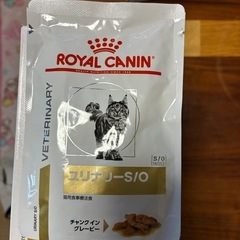 ROYAL CANIN
VETERINARY
S/O
ユリナリーS/O
猫用食事療法食
チャンク イン
グレービー
URINARY S/O